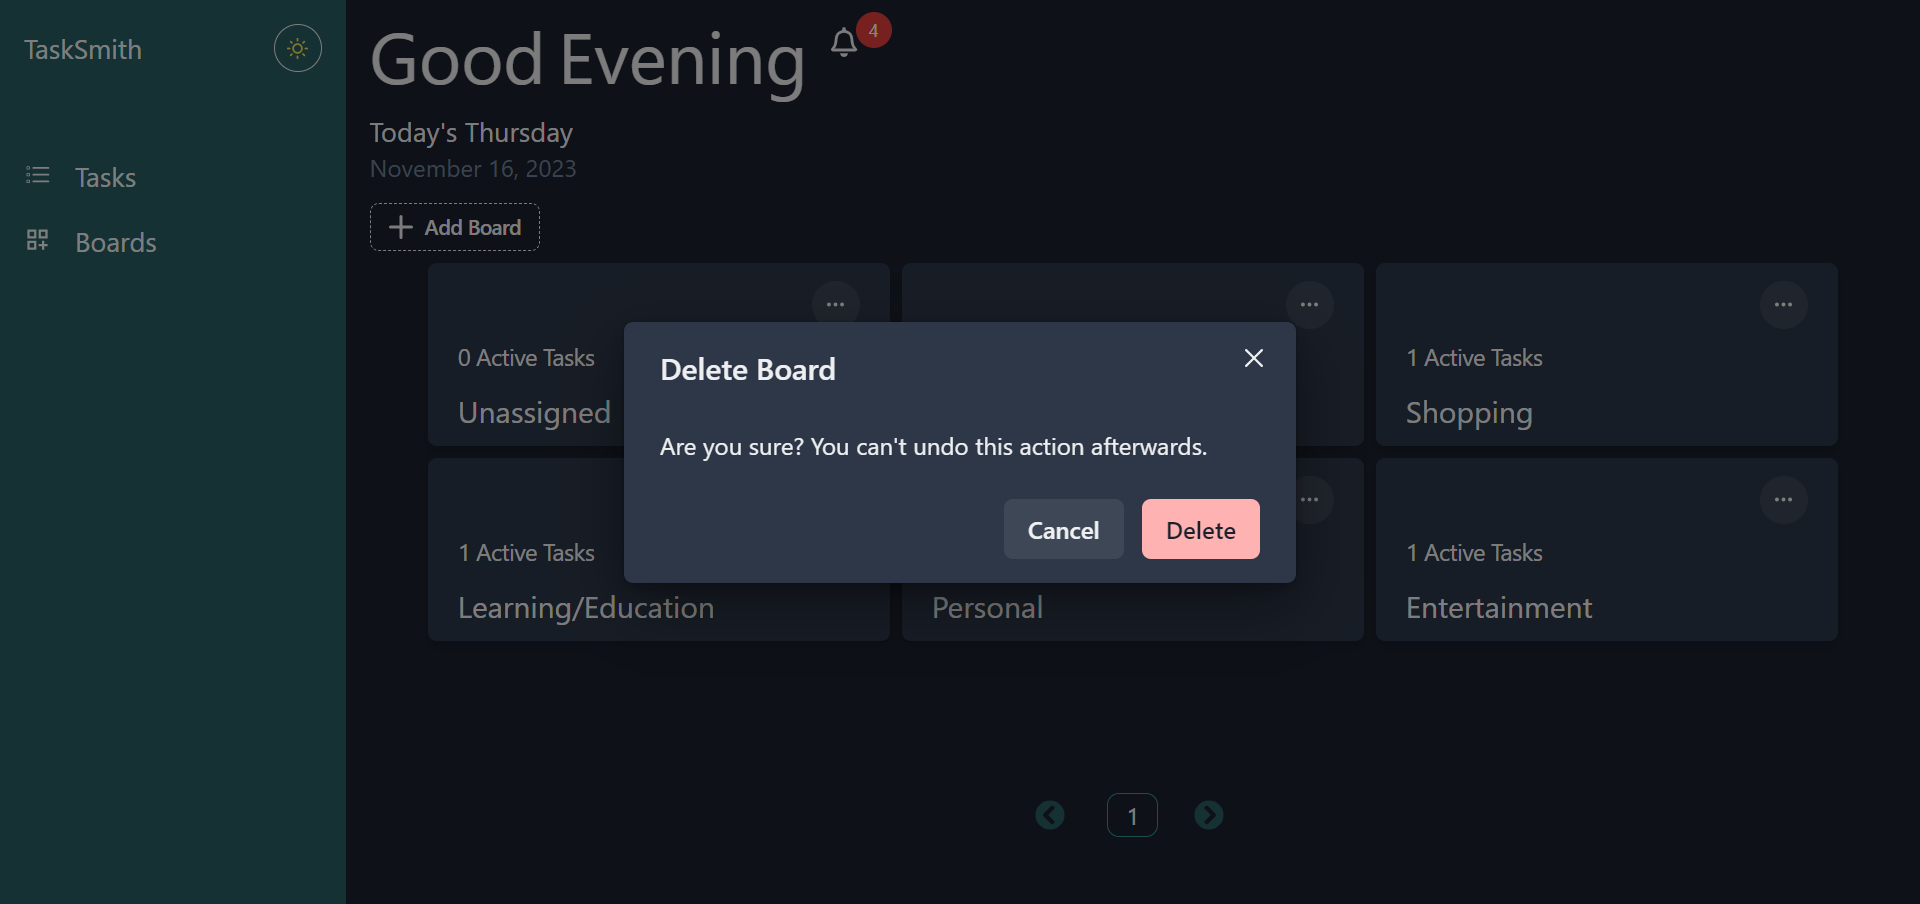 TaskSmith
Tasks
Boards
Good Evening
4
Today's Thursday
November 16, 2023
Add Board
0 Active Tasks
Unassigned
1 Active Tasks
Shopping
Delete Board
Are you sure? You can't undo this action afterwards.
Cancel
Delete
1 Active Tasks
Learning/Education
Personal
1 Active Tasks
Entertainment
1